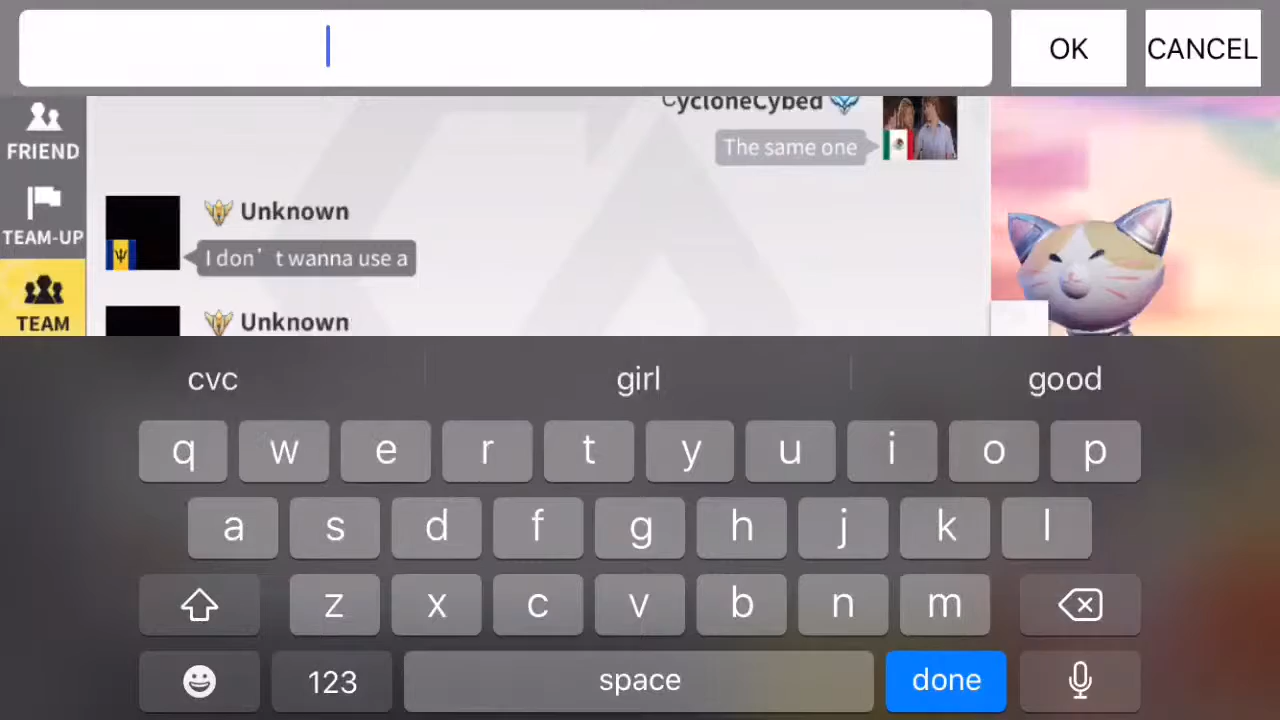 OK
CANCEL
FRIEND
CycloneCybed
The same one
TEAM-UP
Unknown
I don't wanna use a
TEAM
Unknown
cvc
girl
good
q w e r t y u i o p
a s d f g h j k l
z x c v b n m
123
space
done